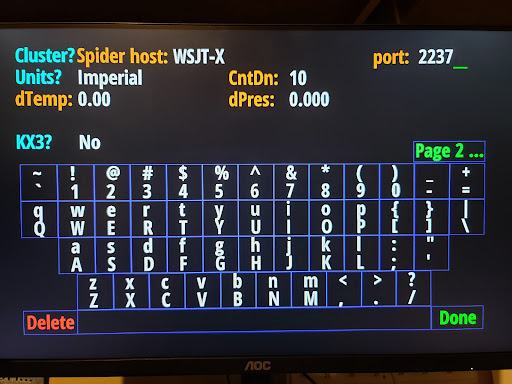 Cluster? Spider host: WSJT-X port: 2237_
Units? Imperial CntDn: 10
dTemp: 0.00 dPres: 0.000
KX3? No
Page 2 ...
~ ! @ # $ % ^ & * ( ) _ +
` 1 2 3 4 5 6 7 8 9 0 - =
q w e r t y u i o p { } |
Q W E R T Y U I O P [ ] \
a s d f g h j k l : "
A S D F G H J K L ; '
z x c v b n m < > ?
Z X C V B N M , . /
Delete Done
AOC